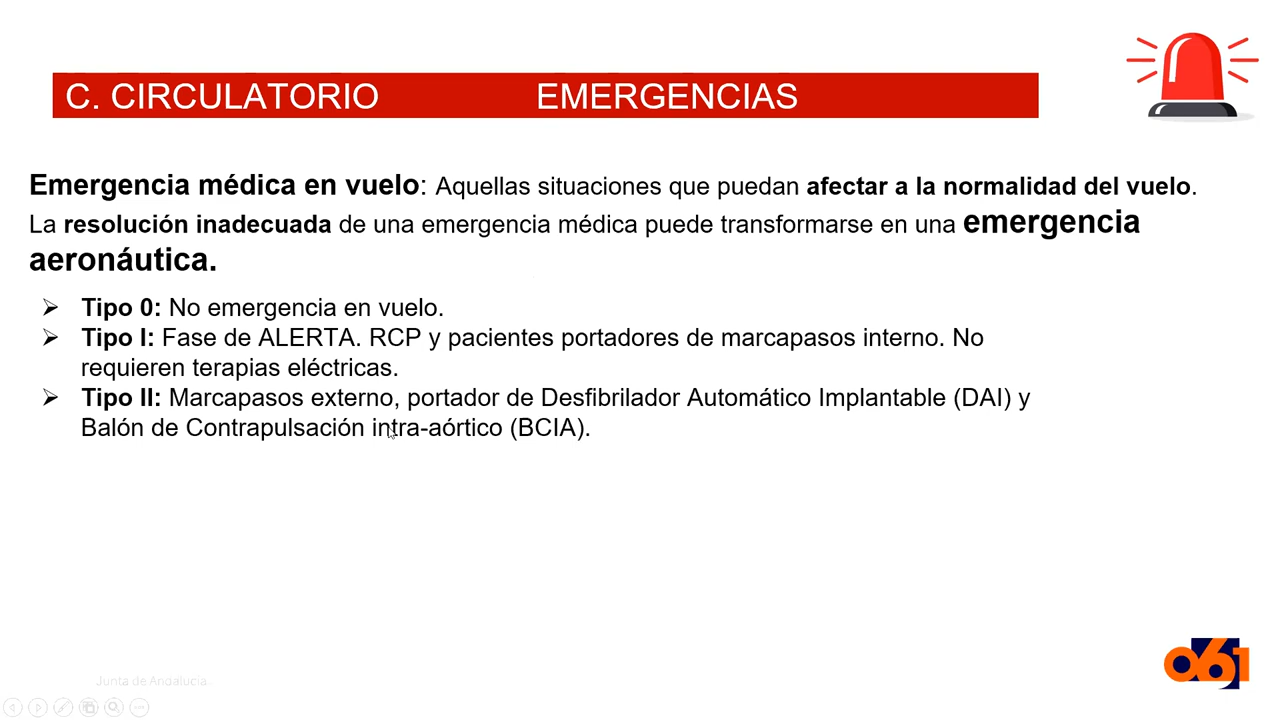 C. CIRCULATORIO EMERGENCIAS
Emergencia médica en vuelo: Aquellas situaciones que puedan afectar a la normalidad del vuelo.
La resolución inadecuada de una emergencia médica puede transformarse en una emergencia
aeronáutica.
➢ Tipo 0: No emergencia en vuelo.
➢ Tipo I: Fase de ALERTA. RCP y pacientes portadores de marcapasos interno. No
requieren terapias eléctricas.
➢ Tipo II: Marcapasos externo, portador de Desfibrilador Automático Implantable (DAI) y
Balón de Contrapulsación intra-aórtico (BCIA).
061
Junta de Andalucía.